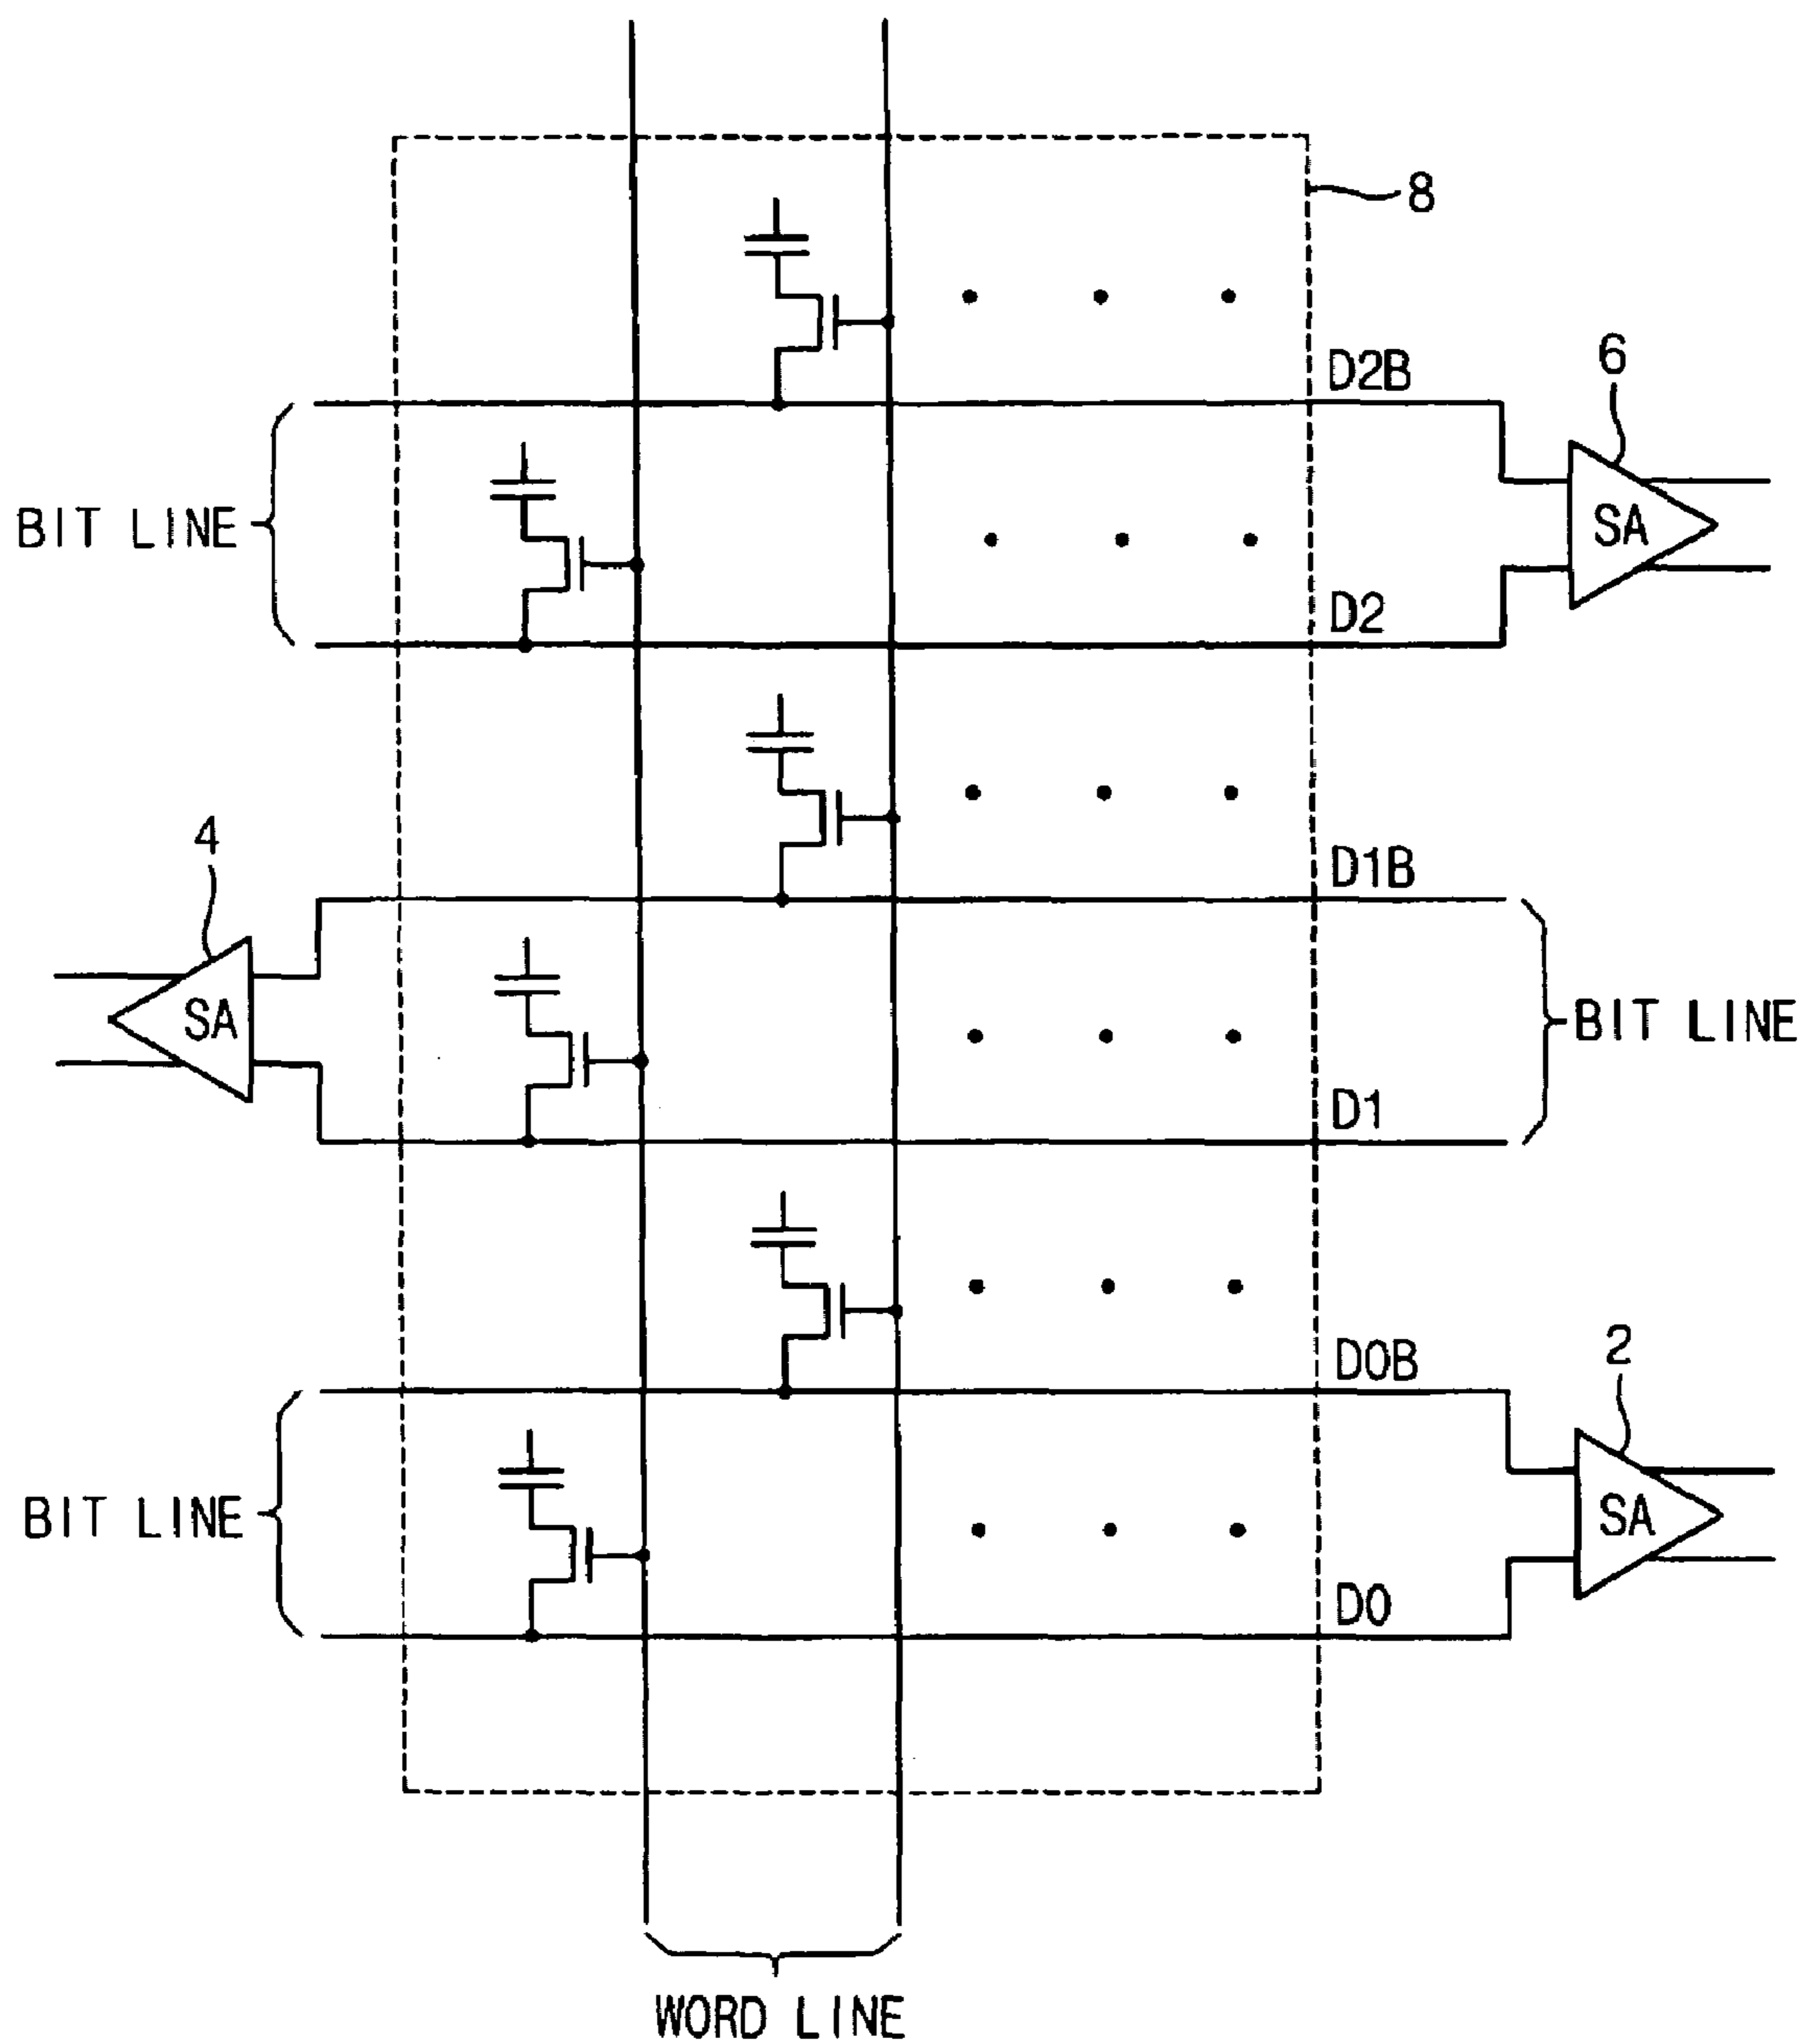 8
D2B
6
BIT LINE
SA
D2
4
D1B
SA
BIT LINE
D1
2
D0B
BIT LINE
SA
D0
WORD LINE